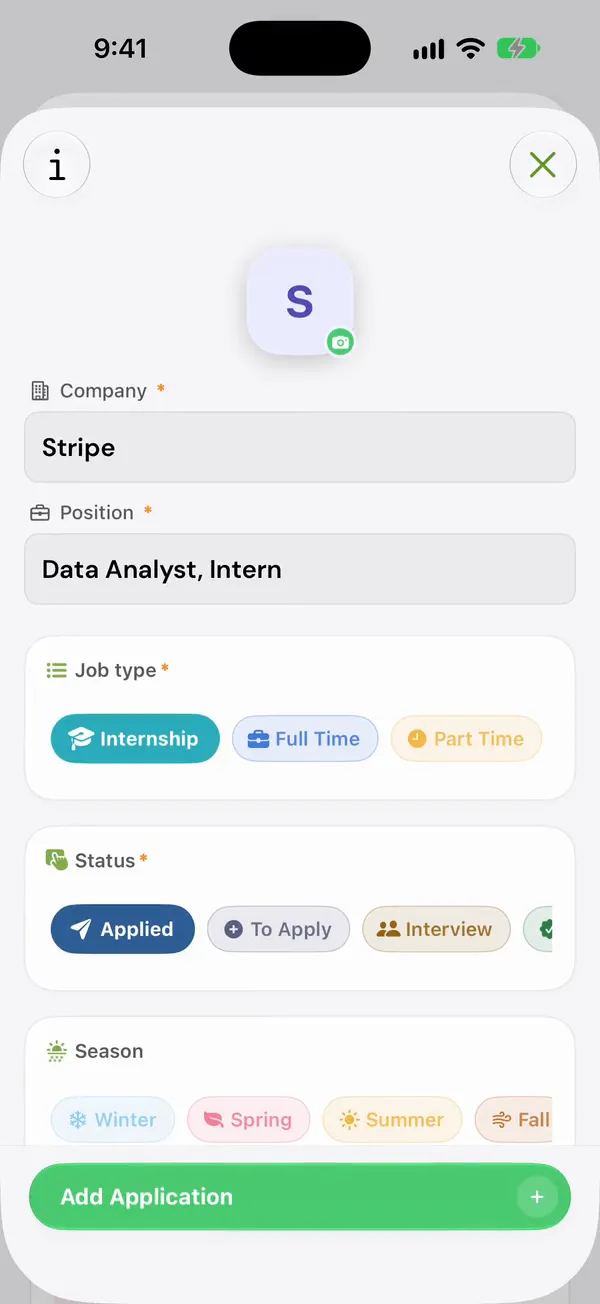 9:41
i
S
Company *
Stripe
Position *
Data Analyst, Intern
Job type *
Internship Full Time Part Time
Status *
Applied To Apply Interview
Season
Winter Spring Summer Fall
Add Application +